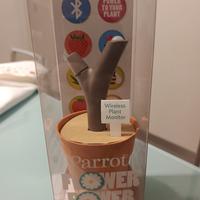 POWER
TO YOUR
PLANT
Wireless
Plant
Monitor
Parrot
FLOWER
POWER